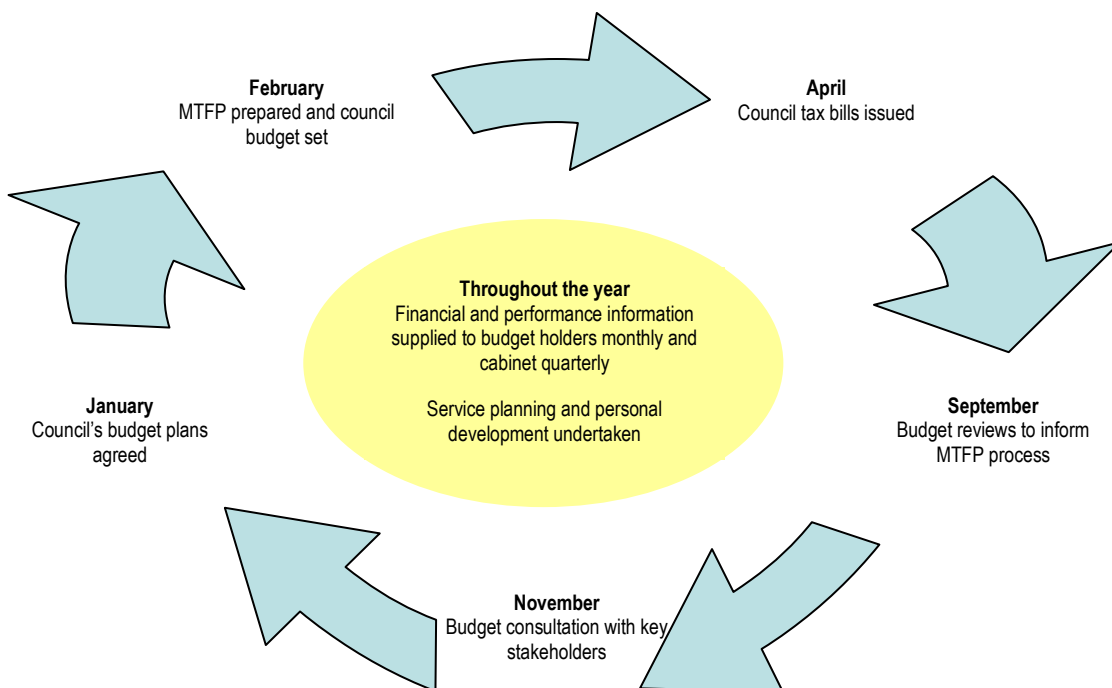 February
MTFP prepared and council
budget set
April
Council tax bills issued
Throughout the year
Financial and performance information
supplied to budget holders monthly and
cabinet quarterly
Service planning and personal
development undertaken
January
Council's budget plans
agreed
September
Budget reviews to inform
MTFP process
November
Budget consultation with key
stakeholders